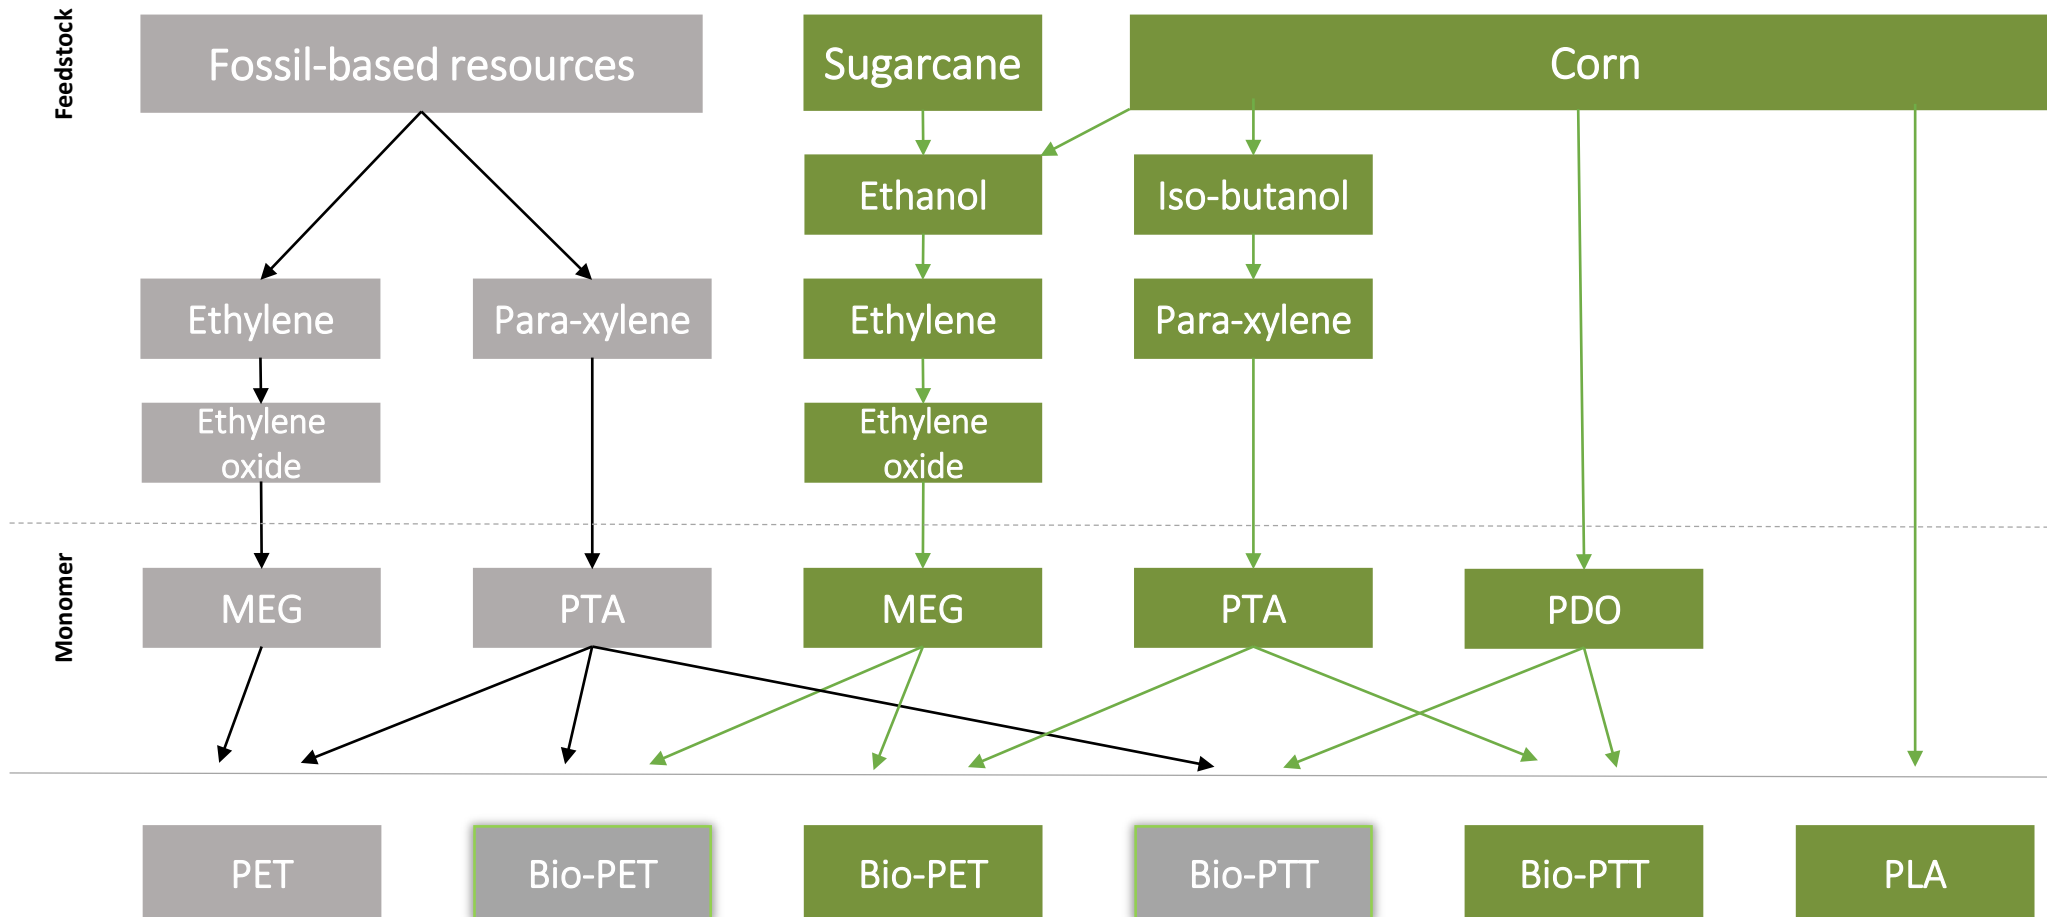 Feedstock
Fossil-based resources
Sugarcane
Corn
Ethanol
Iso-butanol
Ethylene
Para-xylene
Ethylene
Para-xylene
Ethylene
oxide
Ethylene
oxide
Monomer
MEG
PTA
MEG
PTA
PDO
PET
Bio-PET
Bio-PET
Bio-PTT
Bio-PTT
PLA